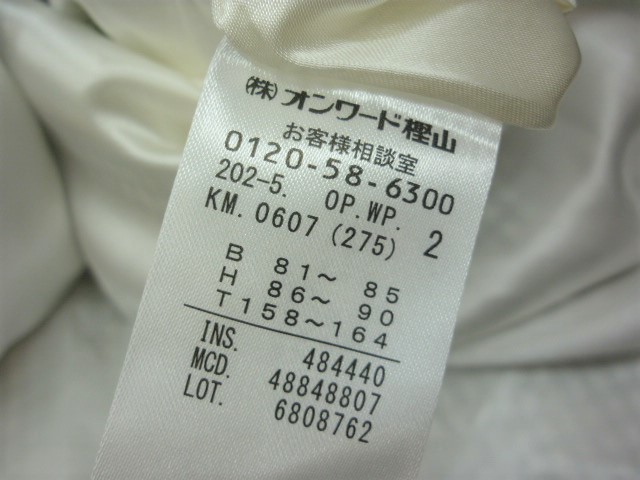 (株)オンワード樫山
お客様相談室
0120-58-6300
202-5. OP.WP. 2
KM. 0607 (275)
B 81～ 85
H 86～ 90
T 158～164
INS. 484440
MCD. 48848807
LOT. 6808762